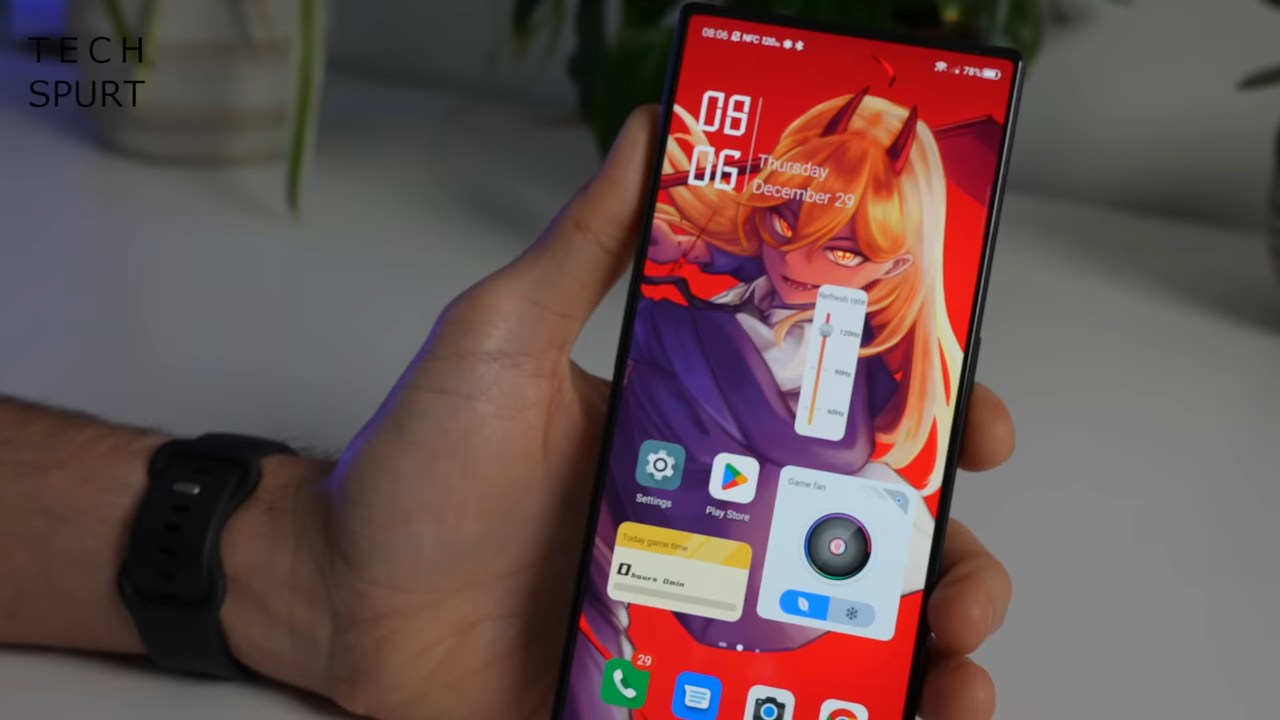 TECH
SPURT
08:06 NFC 120Hz
78%
08
06
Thursday
December 29
Refresh rate
120Hz
90Hz
60Hz
Settings
Play Store
Game fan
Today game time
0 hours 0min
29